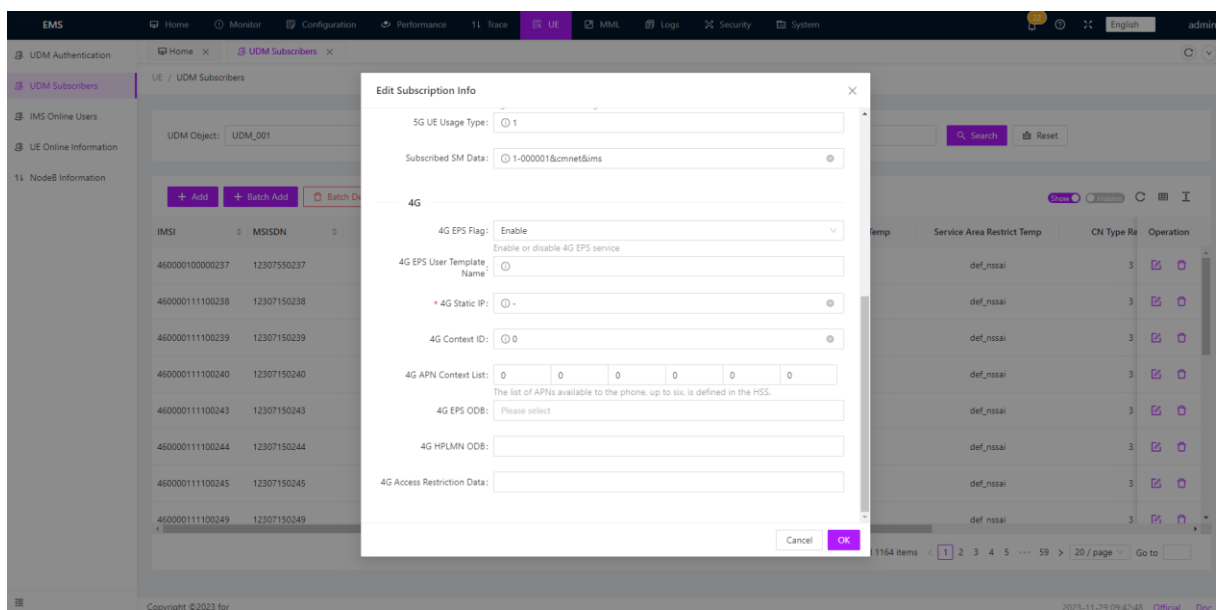 EMS Home Monitor Configuration Performance Trace UE MML Logs Security System 22 English admin
UDM Authentication
UDM Subscribers
IMS Online Users
UE Online Information
NodeB Information
Home UDM Subscribers
UE / UDM Subscribers
UDM Object: UDM_001 Search Reset
+ Add + Batch Add Batch De Show Hidden
IMSI MSISDN Temp Service Area Restrict Temp CN Type Re Operation
460000100000237 12307550237 def_nssai 3
460000111100238 12307150238 def_nssai 3
460000111100239 12307150239 def_nssai 3
460000111100240 12307150240 def_nssai 3
460000111100243 12307150243 def_nssai 3
460000111100244 12307150244 def_nssai 3
460000111100245 12307150245 def_nssai 3
460000111100249 12307150249 def_nssai 3
1164 items < 1 2 3 4 5 ··· 59 > 20 / page Go to
Copyright ©2023 for 2023-11-29 09:42:48 Official Doc
Edit Subscription Info
5G UE Usage Type: 1
Subscribed SM Data: 1-000001&cmnet&ims
4G
4G EPS Flag: Enable
Enable or disable 4G EPS service
4G EPS User Template
Name:
* 4G Static IP: -
4G Context ID: 0
4G APN Context List: 0 0 0 0 0 0
The list of APNs available to the phone, up to six, is defined in the HSS.
4G EPS ODB: Please select
4G HPLMN ODB:
4G Access Restriction Data:
Cancel OK